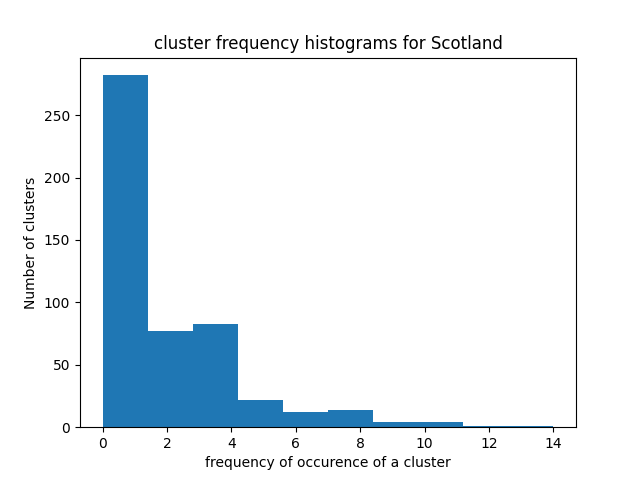 cluster frequency histograms for Scotland
Number of clusters
250
200
150
100
50
0
0 2 4 6 8 10 12 14
frequency of occurence of a cluster